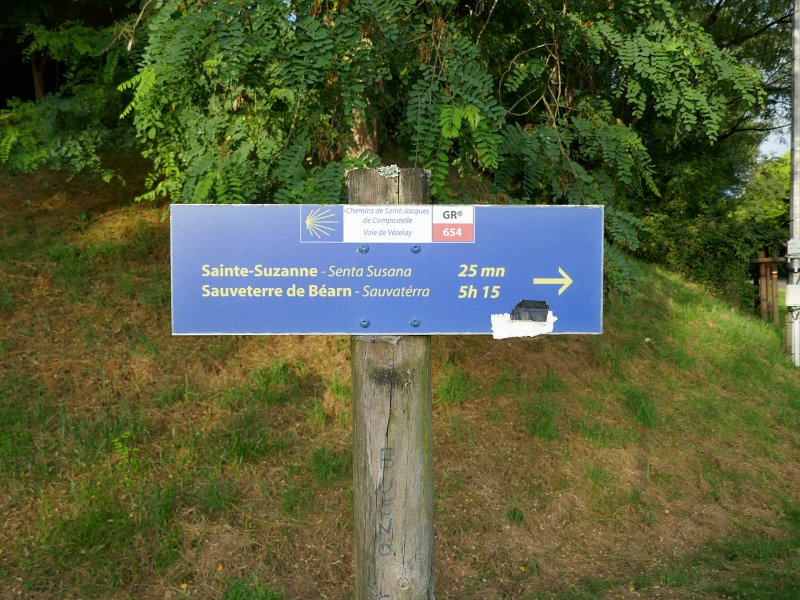 Chemins de Saint-Jacques
de Compostelle
Voie de Vézelay
GR®
654
Sainte-Suzanne - Senta Susana 25 mn
Sauveterre de Béarn - Sauvatérra 5h 15